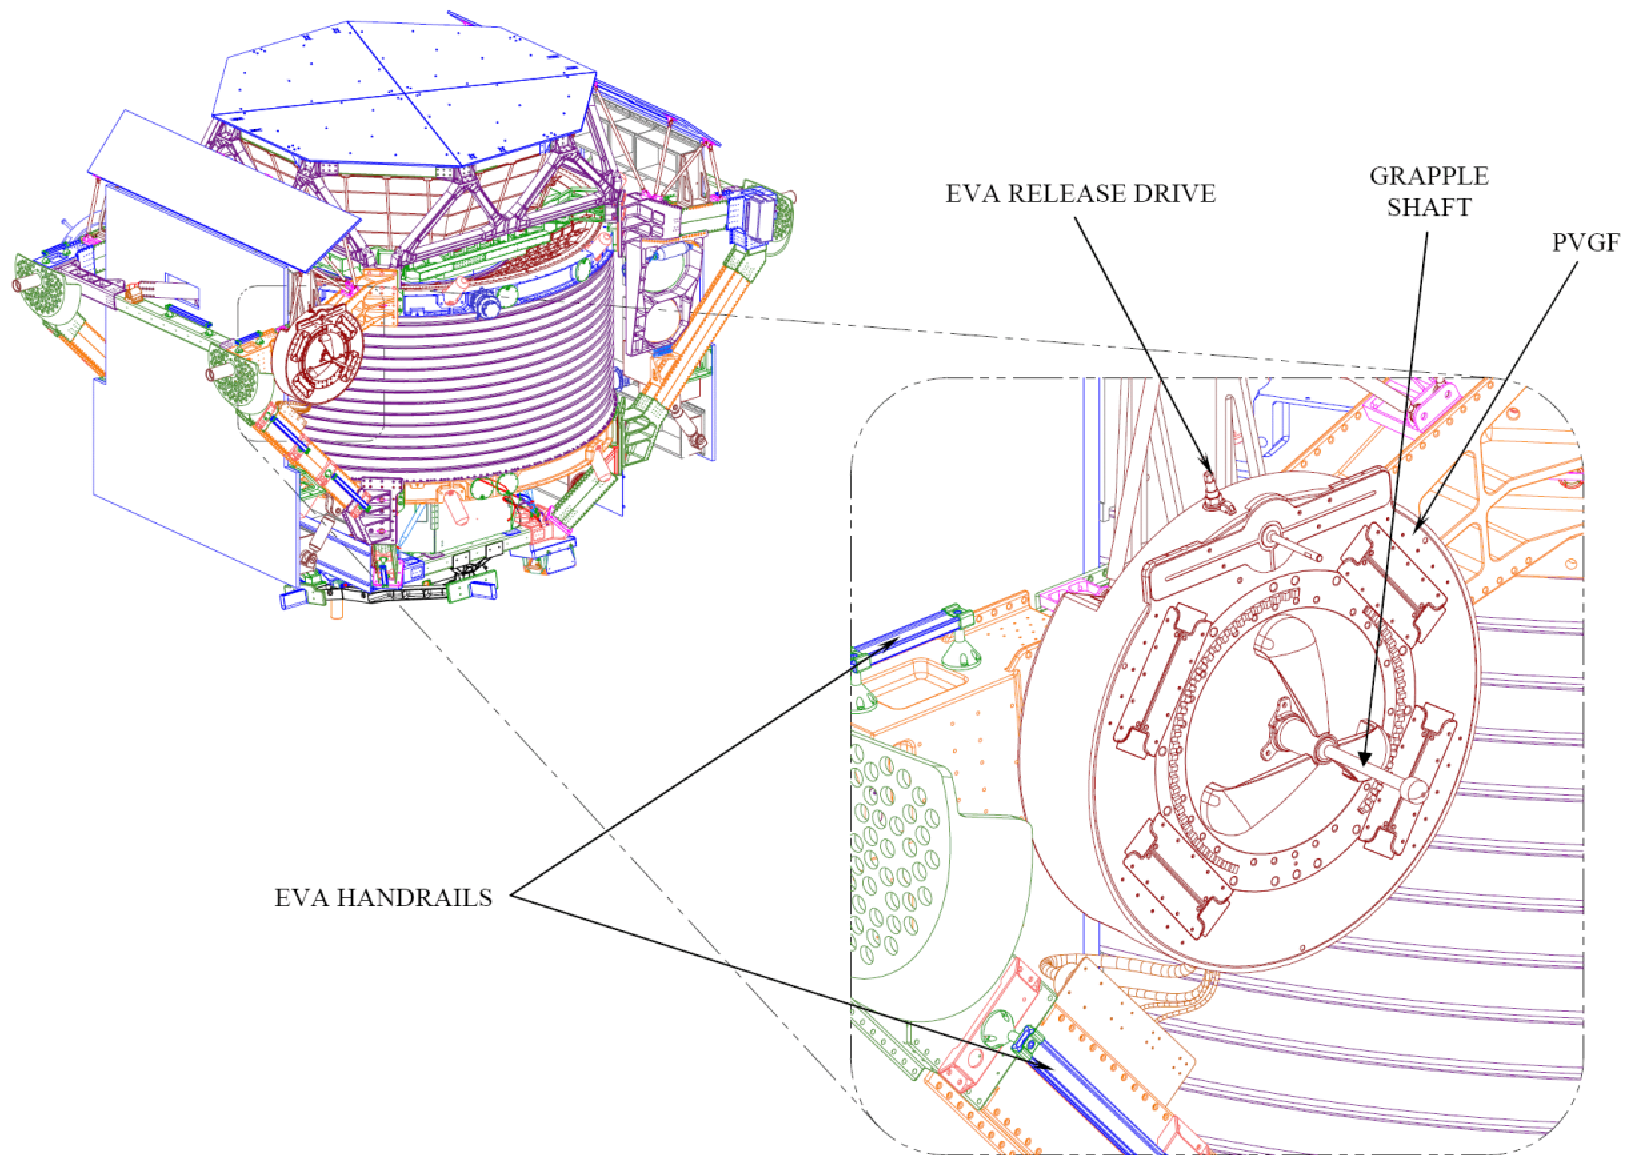 EVA RELEASE DRIVE
GRAPPLE
SHAFT
PVGF
EVA HANDRAILS